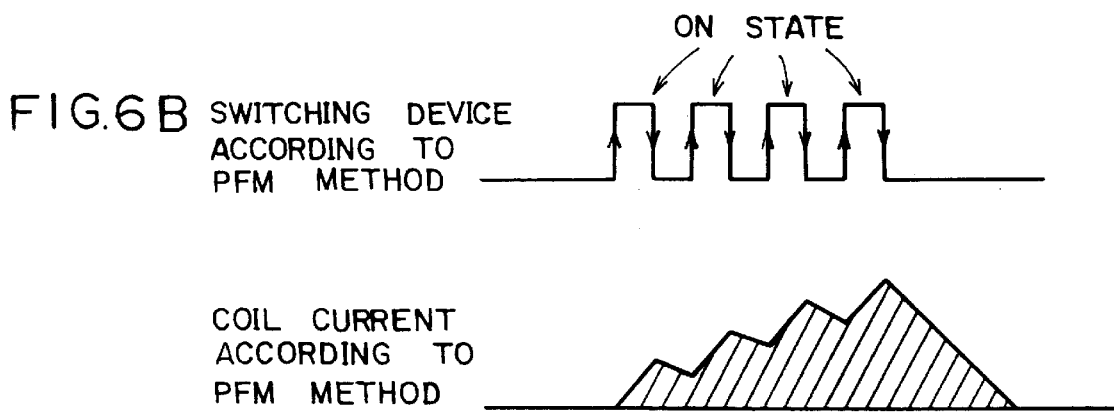 ON STATE
FIG.6B
SWITCHING DEVICE
ACCORDING TO
PFM METHOD
COIL CURRENT
ACCORDING TO
PFM METHOD